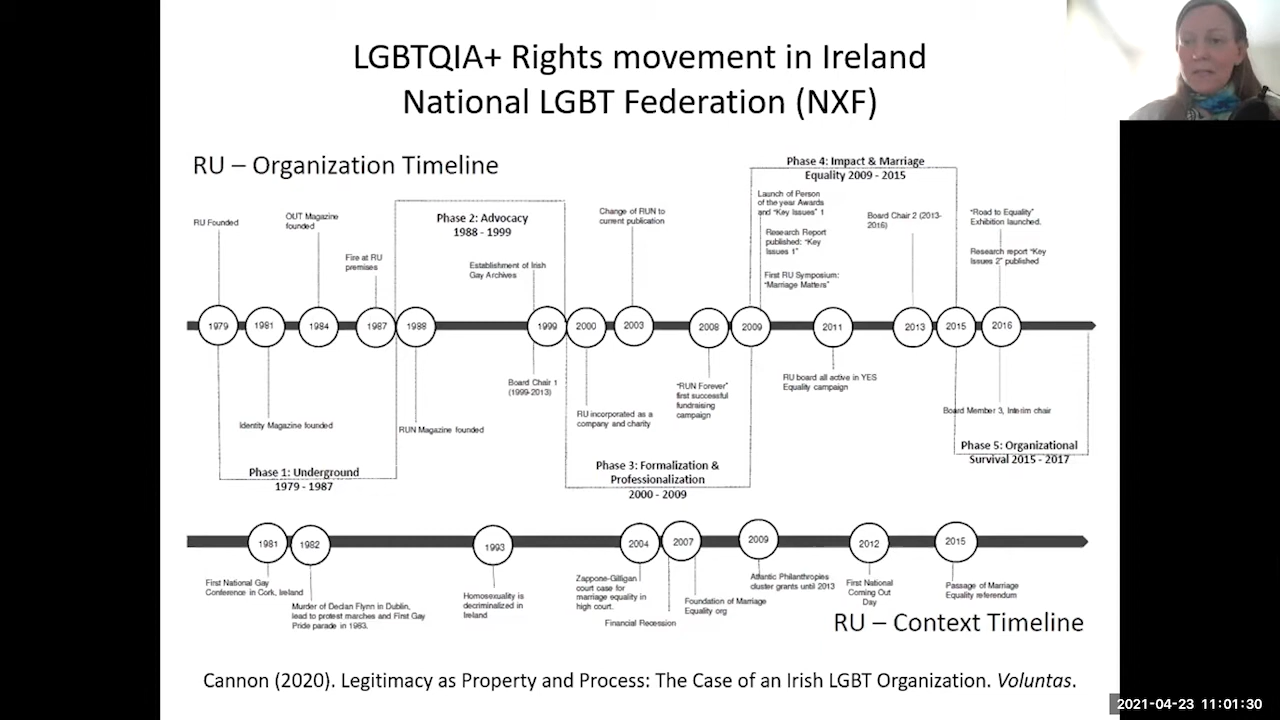 LGBTQIA+ Rights movement in Ireland
National LGBT Federation (NXF)
RU – Organization Timeline
RU Founded
OUT Magazine
founded
Fire at RU
premises
Phase 2: Advocacy
1988 - 1999
Establishment of Irish
Gay Archives
Change of RUN to
current publication
Phase 4: Impact & Marriage
Equality 2009 - 2015
Launch of Person
of the year Awards
and “Key Issues” 1
Research Report
published: “Key
Issues 1”
First RU Symposium:
“Marriage Matters”
Board Chair 2 (2013-
2016)
“Road to Equality”
Exhibition launched.
Research report “Key
Issues 2” published
1979
1981
1984
1987
1988
1999
2000
2003
2008
2009
2011
2013
2015
2016
Identity Magazine founded
RUN Magazine founded
Board Chair 1
(1999-2013)
RU incorporated as a
company and charity
“RUN Forever”
first successful
fundraising
campaign
RU board all active in YES
Equality campaign
Board Member 3, Interim chair
Phase 1: Underground
1979 - 1987
Phase 3: Formalization &
Professionalization
2000 - 2009
Phase 5: Organizational
Survival 2015 - 2017
1981
1982
1993
2004
2007
2009
2012
2015
First National Gay
Conference in Cork, Ireland
Murder of Declan Flynn in Dublin,
lead to protest marches and First Gay
Pride parade in 1983.
Homosexuality is
decriminalized in
Ireland
Zappone-Gilligan
court case for
marriage equality in
high court.
Financial Recession
Foundation of Marriage
Equality org
Atlantic Philanthropies
cluster grants until 2013
First National
Coming Out
Day
Passage of Marriage
Equality referendum
RU – Context Timeline
Cannon (2020). Legitimacy as Property and Process: The Case of an Irish LGBT Organization. Voluntas.
2021-04-23 11:01:30